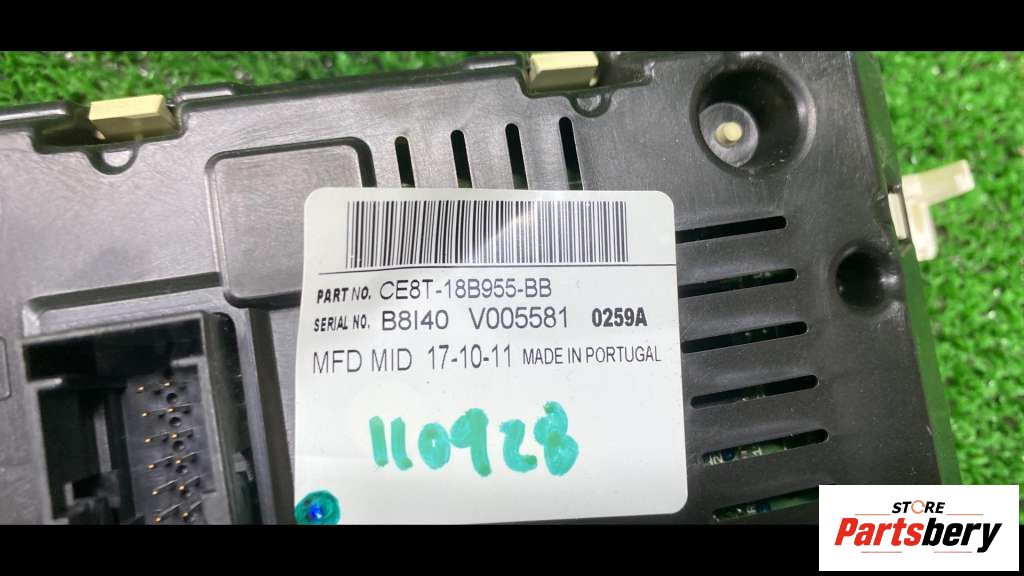 PART NO. CE8T-18B955-BB
SERIAL NO. B8I40 V005581 0259A
MFD MID 17-10-11 MADE IN PORTUGAL
110928
STORE
Partsbery